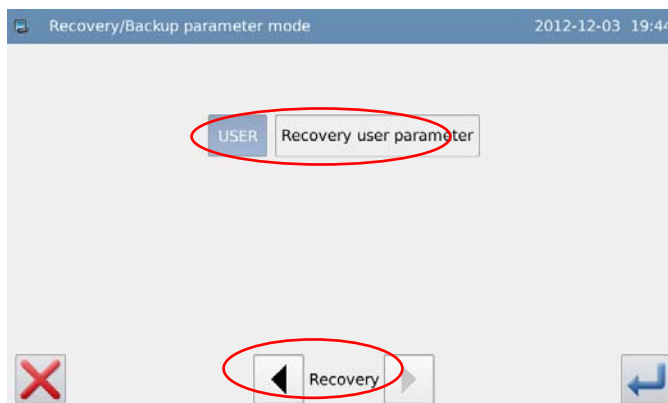 Recovery/Backup parameter mode 2012-12-03 19:44
USER Recovery user parameter
Recovery